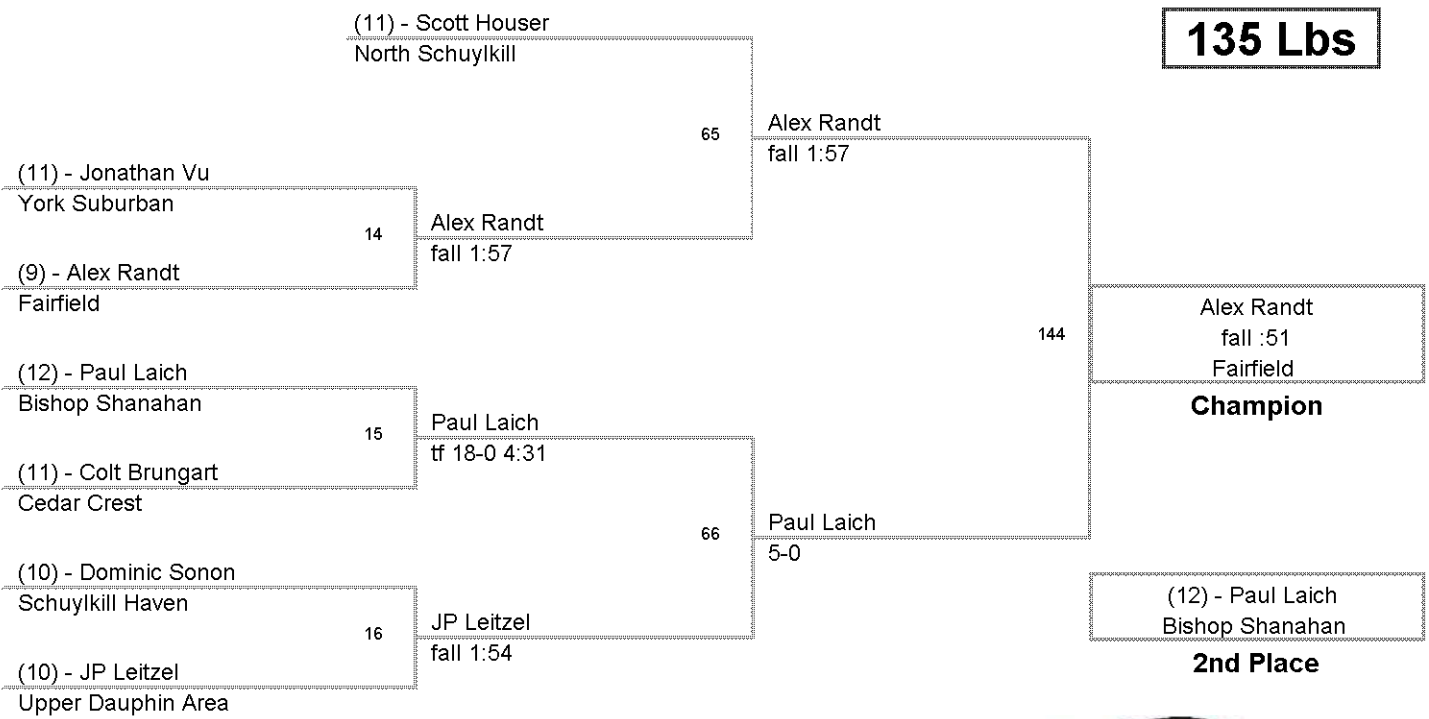 (11) - Scott Houser
North Schuylkill
135 Lbs
65
Alex Randt
fall 1:57
(11) - Jonathan Vu
York Suburban
14
Alex Randt
fall 1:57
(9) - Alex Randt
Fairfield
144
Alex Randt
fall :51
Fairfield
Champion
(12) - Paul Laich
Bishop Shanahan
15
Paul Laich
tf 18-0 4:31
(11) - Colt Brungart
Cedar Crest
66
Paul Laich
5-0
(10) - Dominic Sonon
Schuylkill Haven
16
JP Leitzel
fall 1:54
(10) - JP Leitzel
Upper Dauphin Area
(12) - Paul Laich
Bishop Shanahan
2nd Place